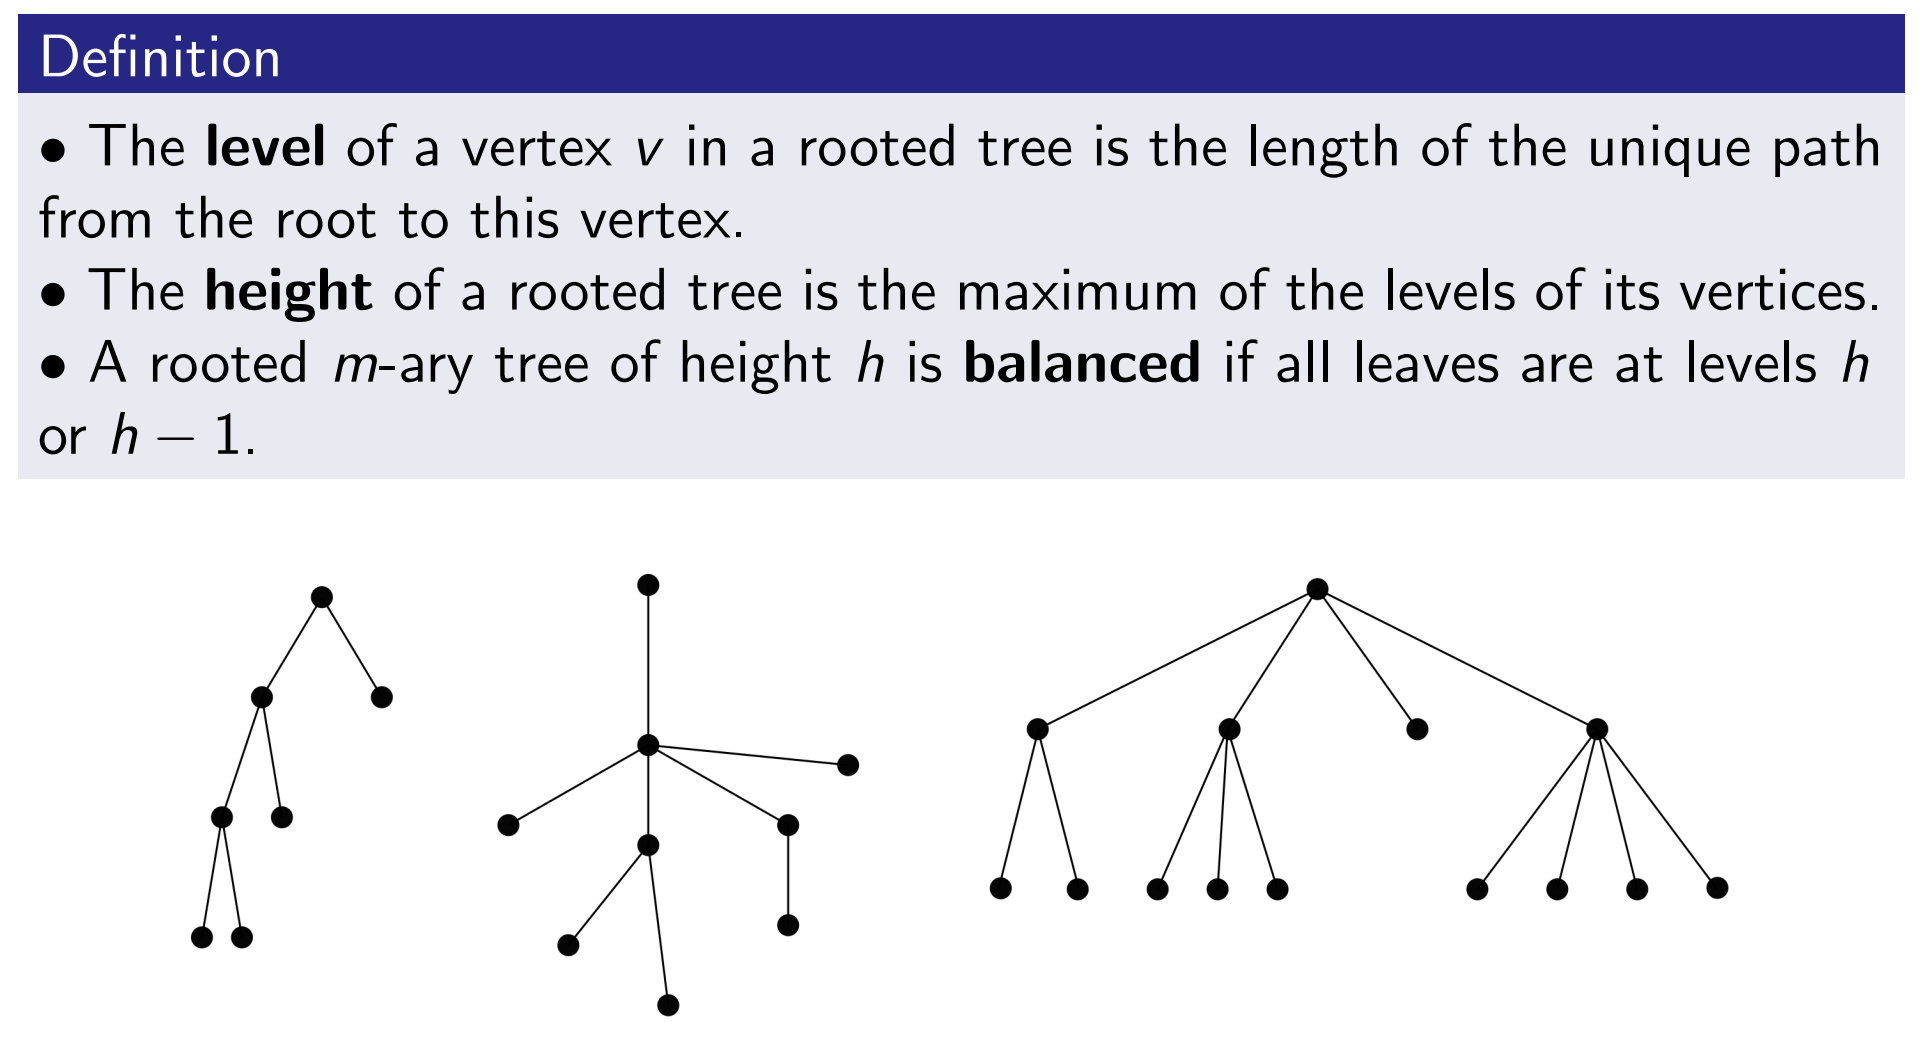 Definition
• The level of a vertex v in a rooted tree is the length of the unique path
from the root to this vertex.
• The height of a rooted tree is the maximum of the levels of its vertices.
• A rooted m-ary tree of height h is balanced if all leaves are at levels h
or h − 1.